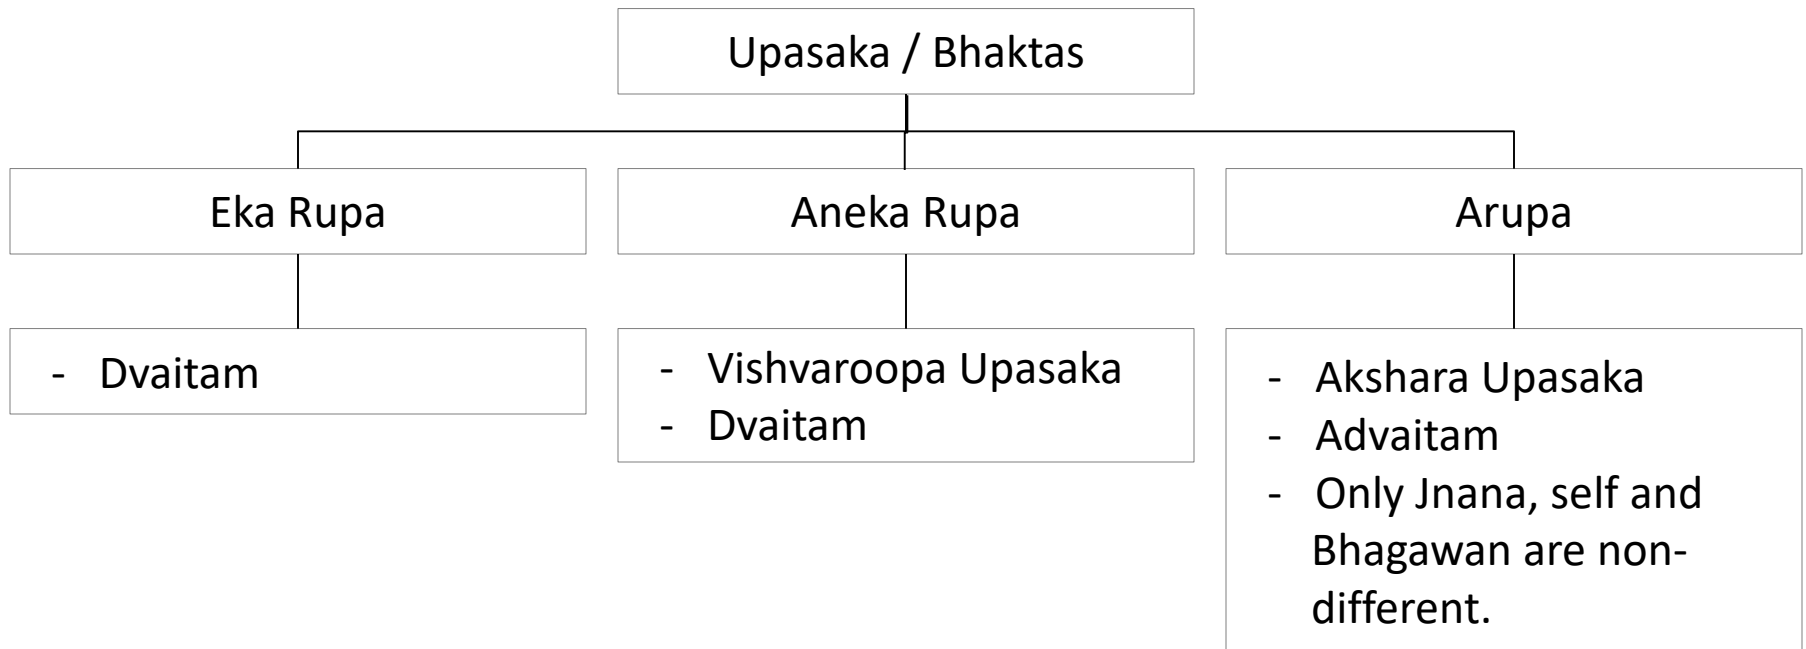 Upasaka / Bhaktas
Eka Rupa
Aneka Rupa
Arupa
- Dvaitam
- Vishvaroopa Upasaka
- Dvaitam
- Akshara Upasaka
- Advaitam
- Only Jnana, self and
Bhagawan are non-
different.